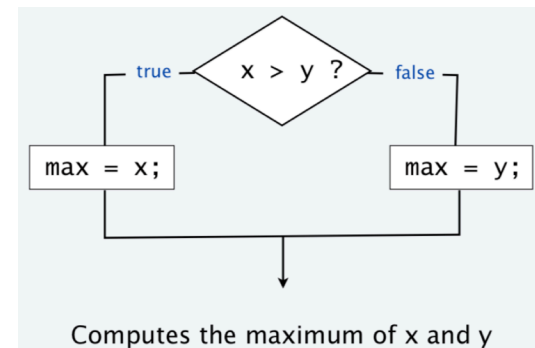 x > y ?
true
false
max = x;
max = y;
Computes the maximum of x and y